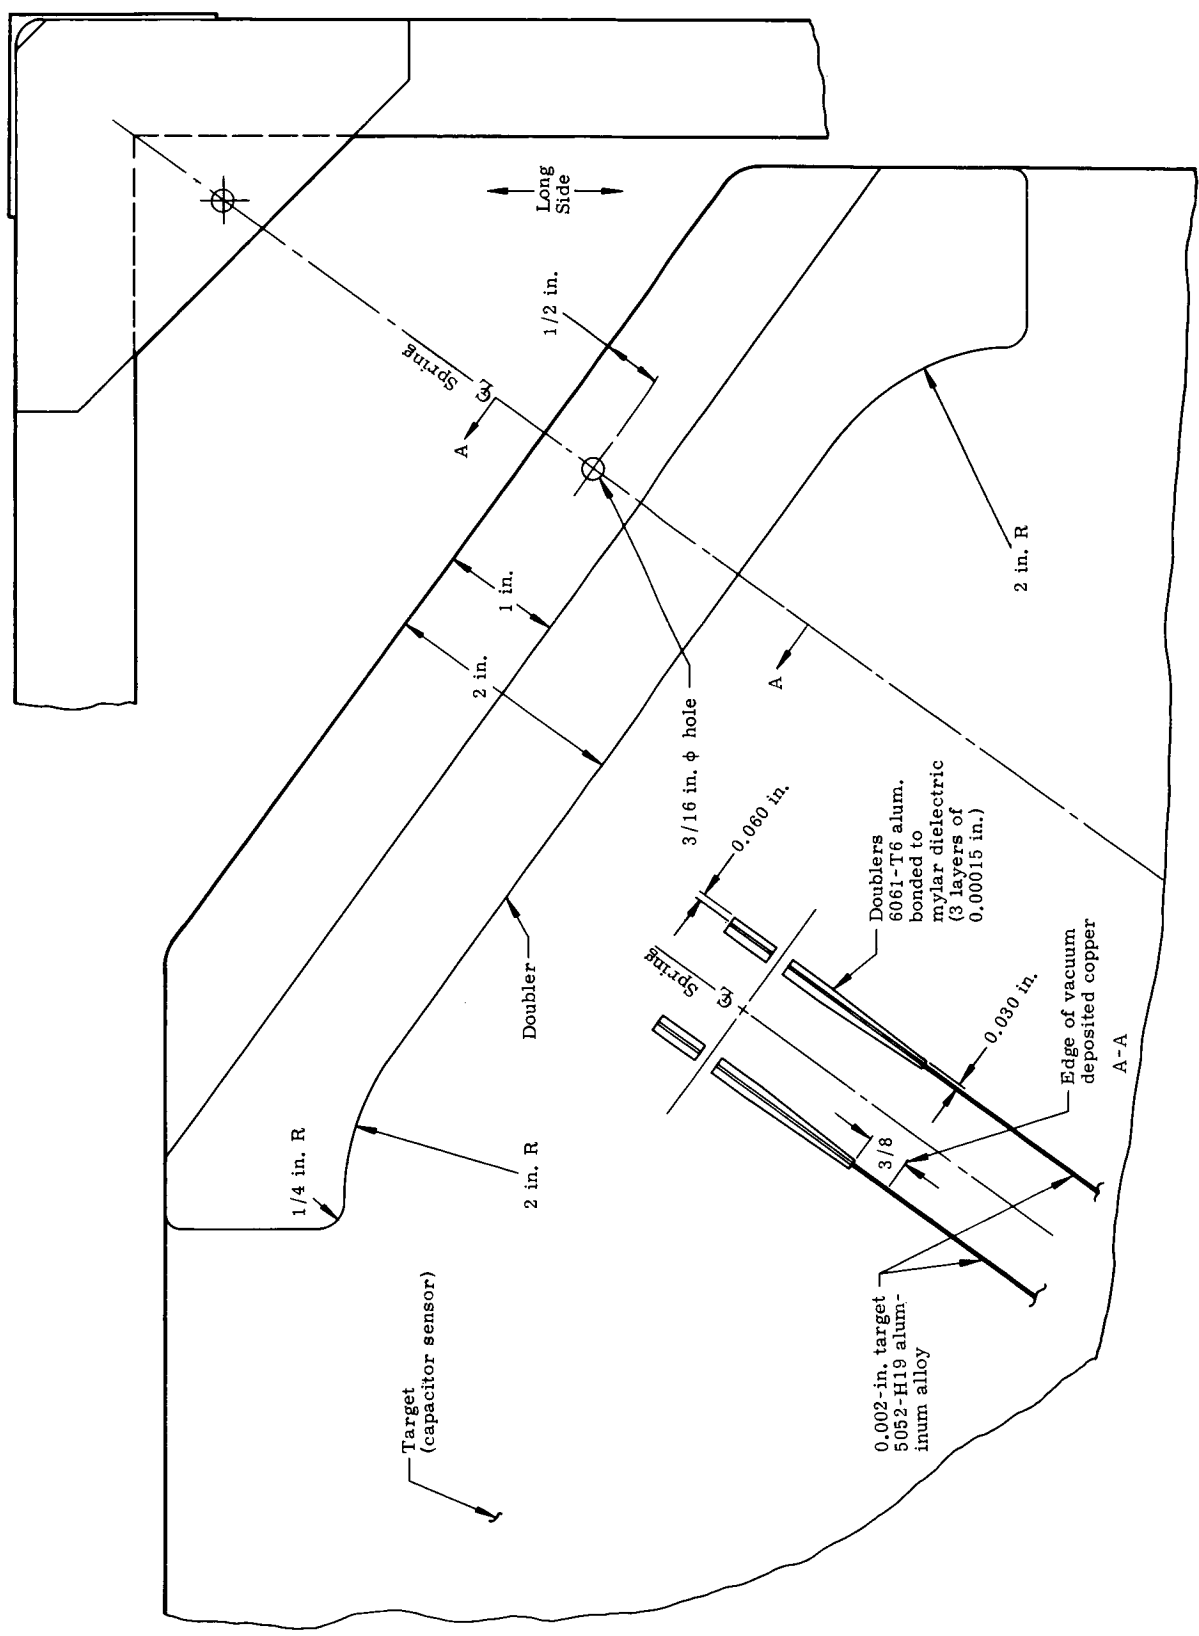 Long
Side
1/2 in.
℄
Spring
A
1 in.
2 in.
2 in. R
3/16 in. ϕ hole
A
Doubler
1/4 in. R
2 in. R
Target
(capacitor sensor)
0.060 in.
℄
Spring
Doublers
6061-T6 alum.
bonded to
mylar dielectric
(3 layers of
0.00015 in.)
0.030 in.
3/8
Edge of vacuum
deposited copper
A-A
0.002-in. target
5052-H19 alum-
inum alloy